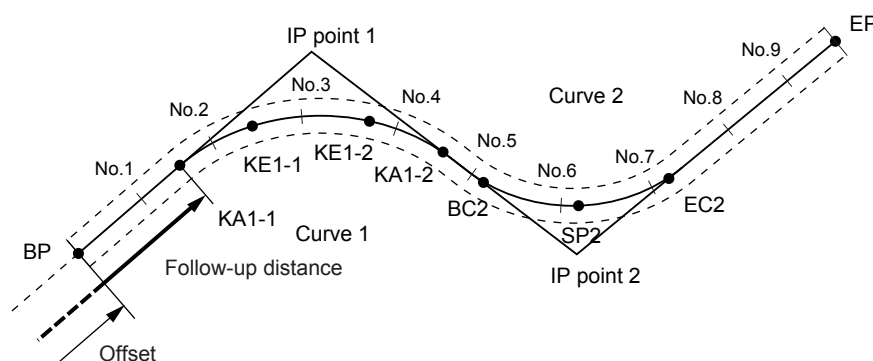 EP
IP point 1
No.9
No.3
No.2
No.4
Curve 2
No.8
No.5
No.1
KE1-1
KE1-2
No.6
No.7
KA1-2
BC2
EC2
KA1-1
Curve 1
SP2
BP
Follow-up distance
IP point 2
Offset